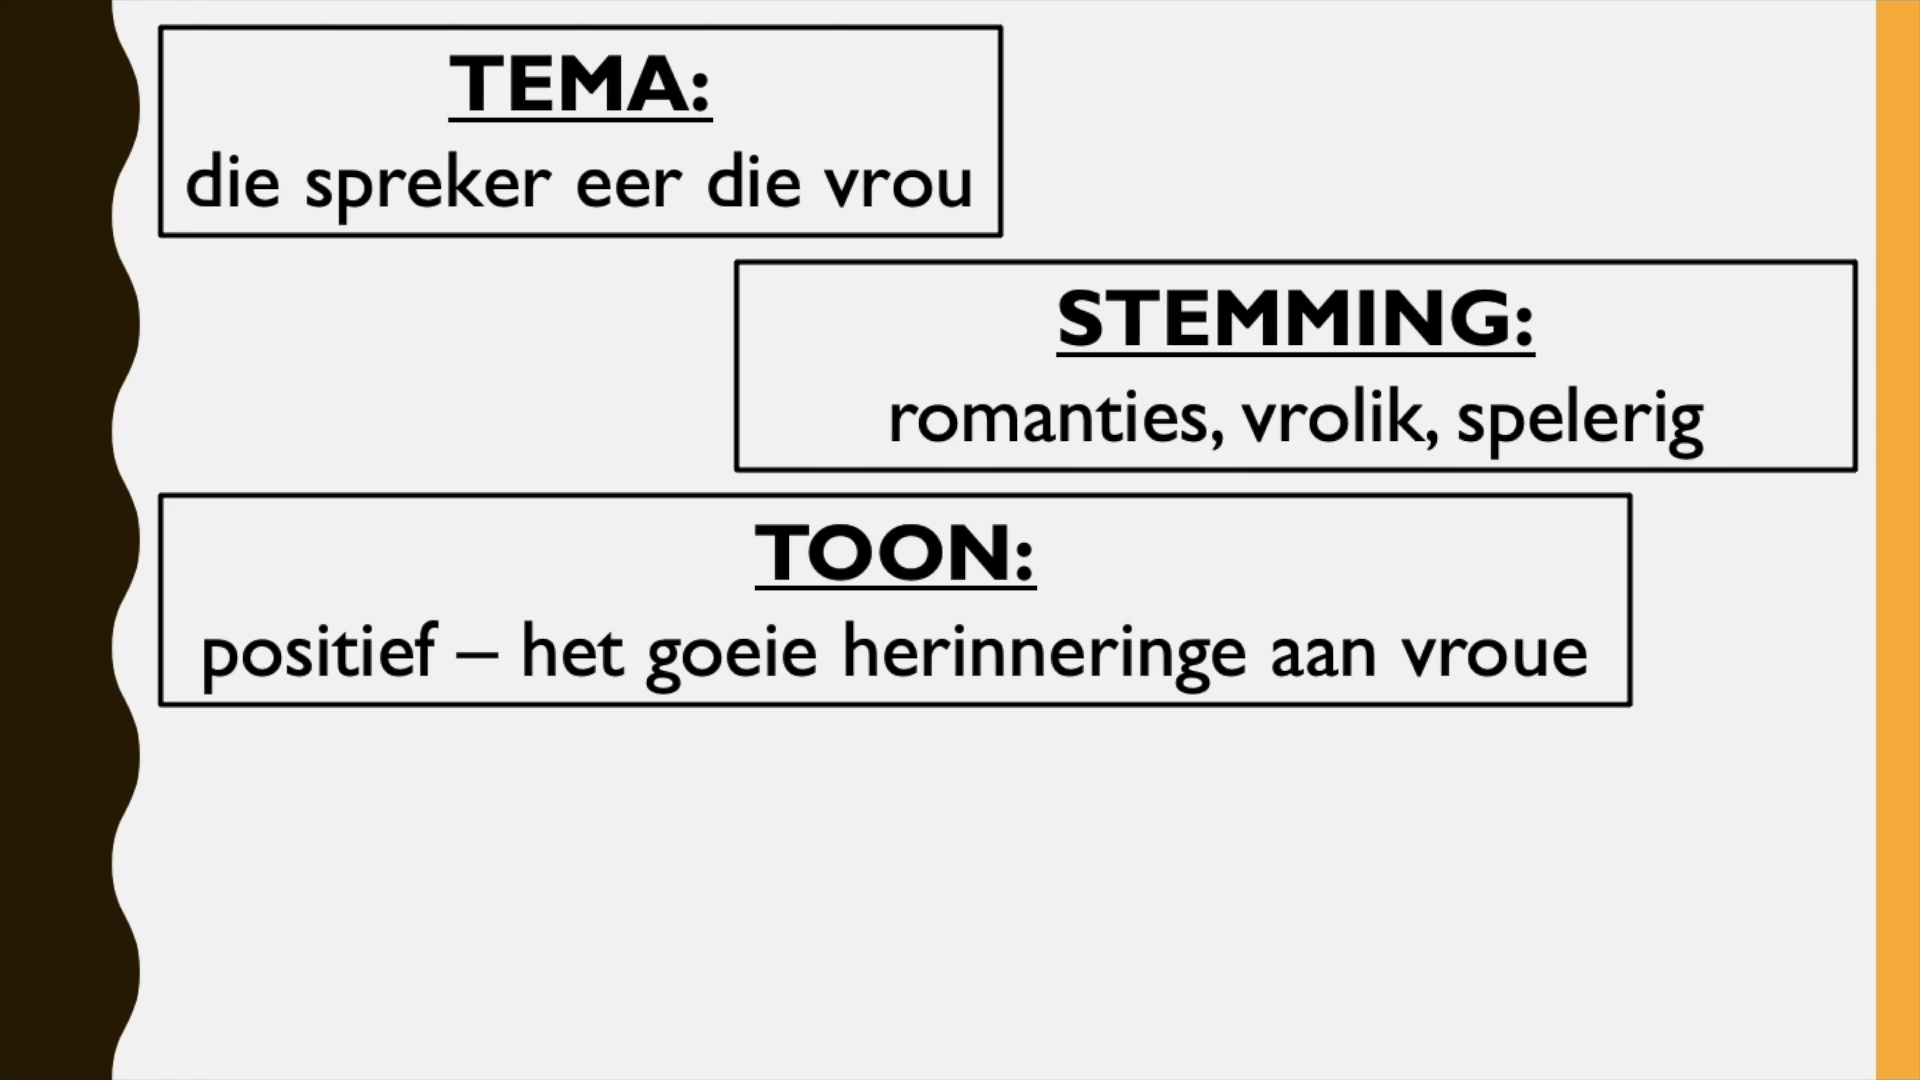 TEMA:
die spreker eer die vrou
STEMMING:
romanties, vrolik, spelerig
TOON:
positief – het goeie herinneringe aan vroue